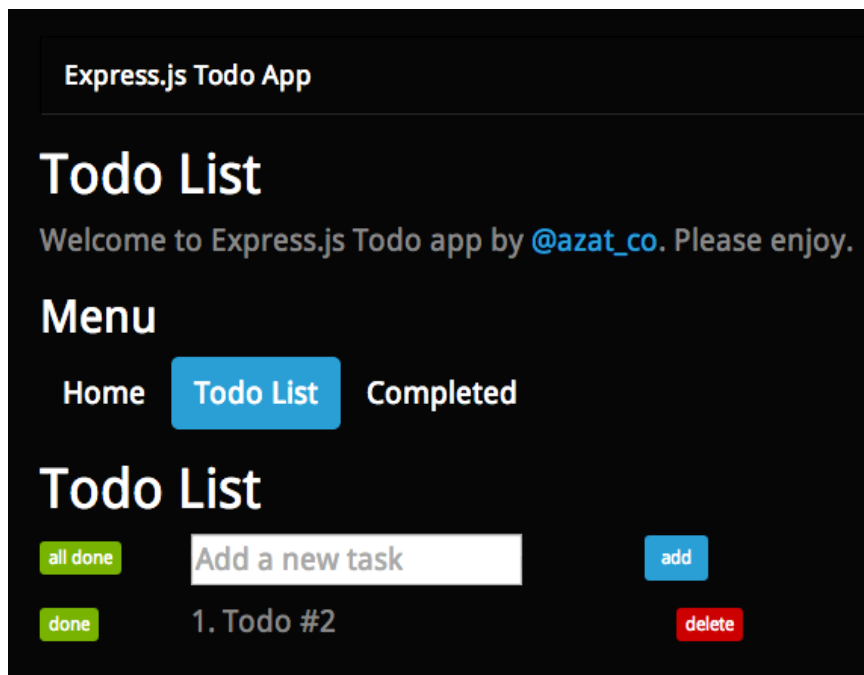 Express.js Todo App
Todo List
Welcome to Express.js Todo app by @azat_co. Please enjoy.
Menu
Home Todo List Completed
Todo List
all done Add a new task add
done 1. Todo #2 delete